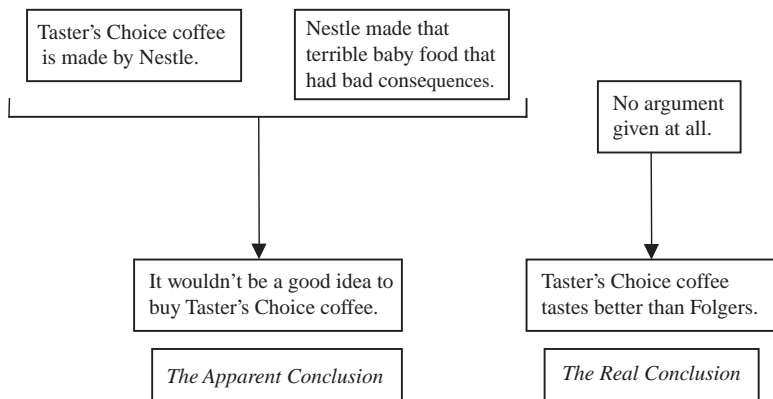 Taster’s Choice coffee
is made by Nestle.
Nestle made that
terrible baby food that
had bad consequences.
No argument
given at all.
It wouldn’t be a good idea to
buy Taster’s Choice coffee.
Taster’s Choice coffee
tastes better than Folgers.
The Apparent Conclusion
The Real Conclusion